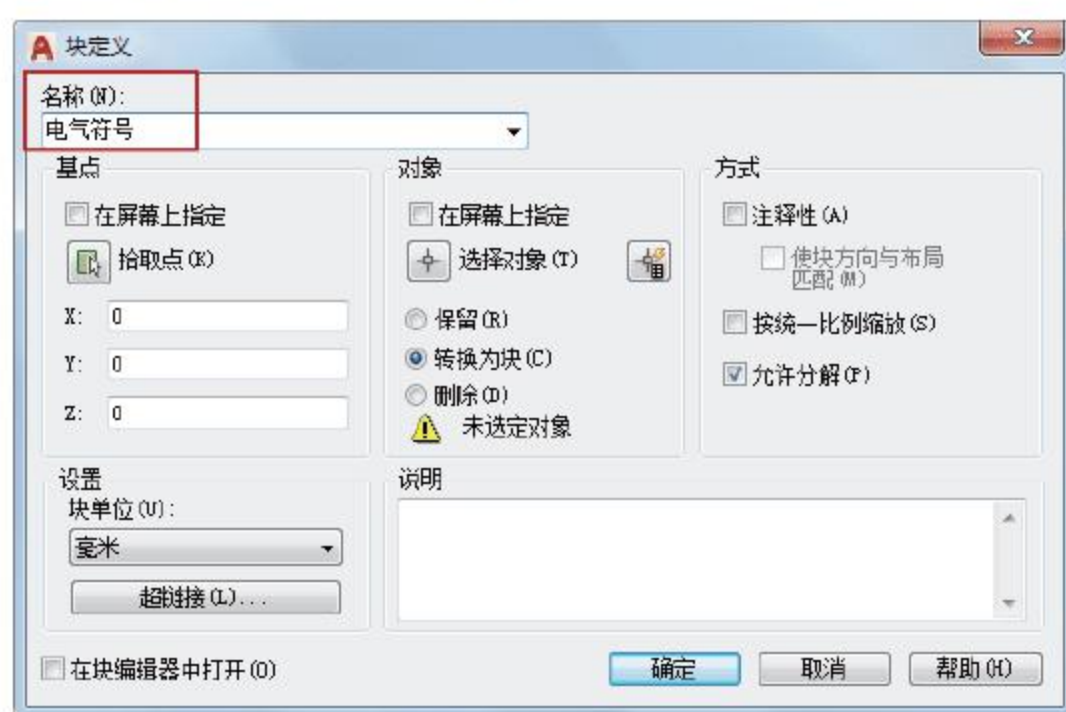 块定义
名称(N):
电气符号
基点
在屏幕上指定
拾取点(K)
X: 0
Y: 0
Z: 0
对象
在屏幕上指定
选择对象(T)
保留(R)
转换为块(C)
删除(D)
未选定对象
方式
注释性(A)
使块方向与布局
匹配(M)
按统一比例缩放(S)
允许分解(P)
设置
块单位(U):
毫米
超链接(L)...
说明
在块编辑器中打开(O)
确定
取消
帮助(H)